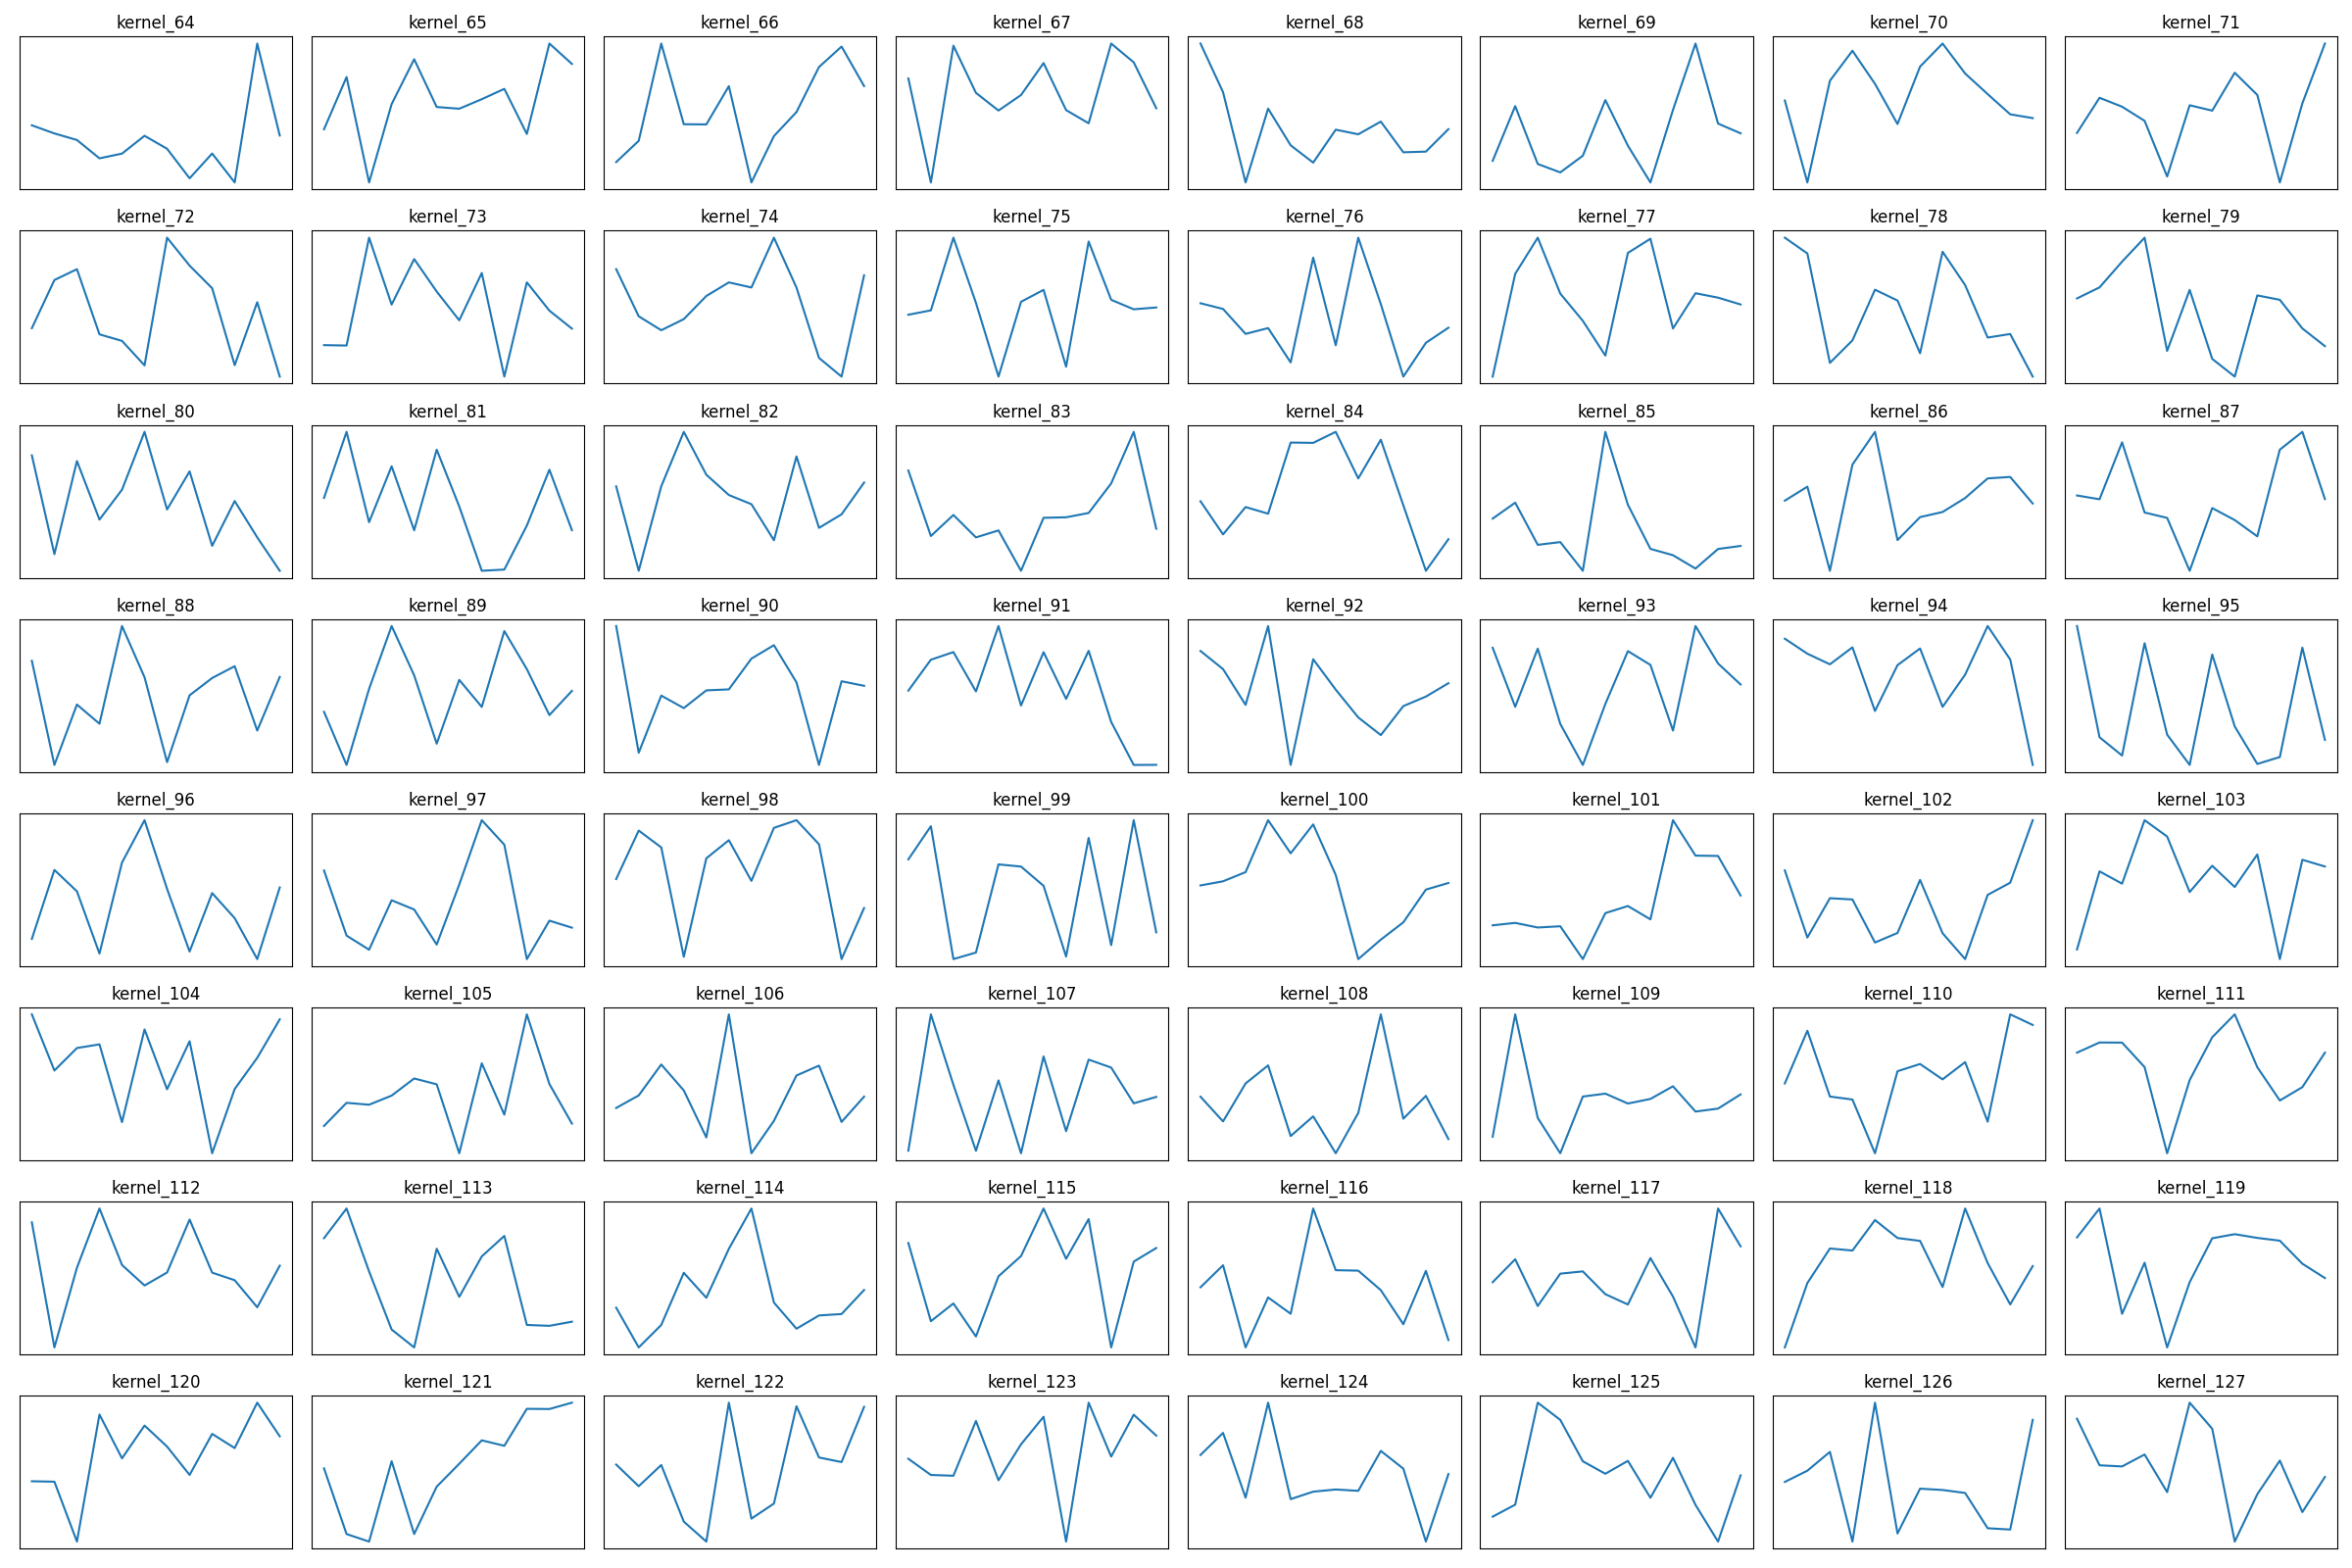 kernel_64 kernel_65 kernel_66 kernel_67 kernel_68 kernel_69 kernel_70 kernel_71
kernel_72 kernel_73 kernel_74 kernel_75 kernel_76 kernel_77 kernel_78 kernel_79
kernel_80 kernel_81 kernel_82 kernel_83 kernel_84 kernel_85 kernel_86 kernel_87
kernel_88 kernel_89 kernel_90 kernel_91 kernel_92 kernel_93 kernel_94 kernel_95
kernel_96 kernel_97 kernel_98 kernel_99 kernel_100 kernel_101 kernel_102 kernel_103
kernel_104 kernel_105 kernel_106 kernel_107 kernel_108 kernel_109 kernel_110 kernel_111
kernel_112 kernel_113 kernel_114 kernel_115 kernel_116 kernel_117 kernel_118 kernel_119
kernel_120 kernel_121 kernel_122 kernel_123 kernel_124 kernel_125 kernel_126 kernel_127